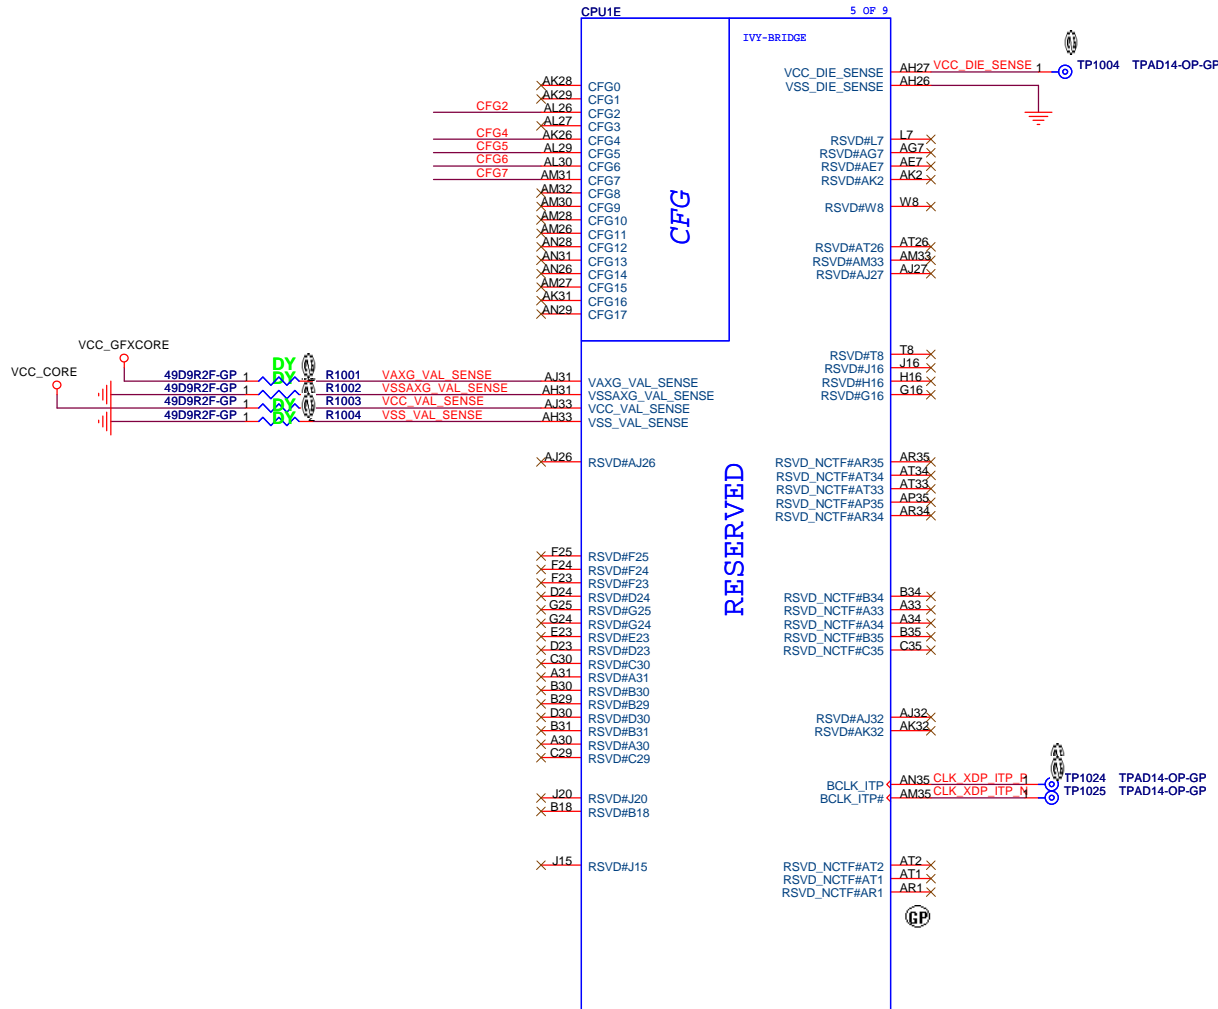 CPU1E
5 OF 9
IVY-BRIDGE
CFG
RESERVED
AK28 CFG0
AK29 CFG1
CFG2 AL26 CFG2
AL27 CFG3
CFG4 AK26 CFG4
CFG5 AL29 CFG5
CFG6 AL30 CFG6
CFG7 AM31 CFG7
AM32 CFG8
AM30 CFG9
AM28 CFG10
AM26 CFG11
AN28 CFG12
AN31 CFG13
AN26 CFG14
AM27 CFG15
AK31 CFG16
AN29 CFG17
VCC_GFXCORE
VCC_CORE
DY
49D9R2F-GP 1 R1001 VAXG_VAL_SENSE AJ31 VAXG_VAL_SENSE
DY
49D9R2F-GP 1 R1002 VSSAXG_VAL_SENSE AH31 VSSAXG_VAL_SENSE
DY
49D9R2F-GP 1 R1003 VCC_VAL_SENSE AJ33 VCC_VAL_SENSE
DY
49D9R2F-GP 1 R1004 VSS_VAL_SENSE AH33 VSS_VAL_SENSE
AJ26 RSVD#AJ26
F25 RSVD#F25
F24 RSVD#F24
F23 RSVD#F23
D24 RSVD#D24
G25 RSVD#G25
G24 RSVD#G24
E23 RSVD#E23
D23 RSVD#D23
C30 RSVD#C30
A31 RSVD#A31
B30 RSVD#B30
B29 RSVD#B29
D30 RSVD#D30
B31 RSVD#B31
A30 RSVD#A30
C29 RSVD#C29
J20 RSVD#J20
B18 RSVD#B18
J15 RSVD#J15
VCC_DIE_SENSE AH27 VCC_DIE_SENSE 1 TP1004 TPAD14-OP-GP
VSS_DIE_SENSE AH26
RSVD#L7 L7
RSVD#AG7 AG7
RSVD#AE7 AE7
RSVD#AK2 AK2
RSVD#W8 W8
RSVD#AT26 AT26
RSVD#AM33 AM33
RSVD#AJ27 AJ27
RSVD#T8 T8
RSVD#J16 J16
RSVD#H16 H16
RSVD#G16 G16
RSVD_NCTF#AR35 AR35
RSVD_NCTF#AT34 AT34
RSVD_NCTF#AT33 AT33
RSVD_NCTF#AP35 AP35
RSVD_NCTF#AR34 AR34
RSVD_NCTF#B34 B34
RSVD_NCTF#A33 A33
RSVD_NCTF#A34 A34
RSVD_NCTF#B35 B35
RSVD_NCTF#C35 C35
RSVD#AJ32 AJ32
RSVD#AK32 AK32
BCLK_ITP AN35 CLK_XDP_ITP_P 1 TP1024 TPAD14-OP-GP
BCLK_ITP# AM35 CLK_XDP_ITP_N 1 TP1025 TPAD14-OP-GP
RSVD_NCTF#AT2 AT2
RSVD_NCTF#AT1 AT1
RSVD_NCTF#AR1 AR1
GP